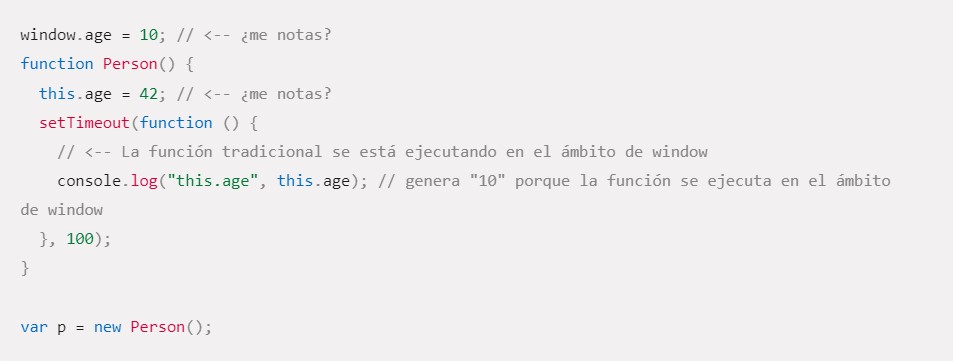 window.age = 10; // <-- ¿me notas?
function Person() {
  this.age = 42; // <-- ¿me notas?
  setTimeout(function () {
    // <-- La función tradicional se está ejecutando en el ámbito de window
    console.log("this.age", this.age); // genera "10" porque la función se ejecuta en el ámbito
de window
  }, 100);
}
var p = new Person();